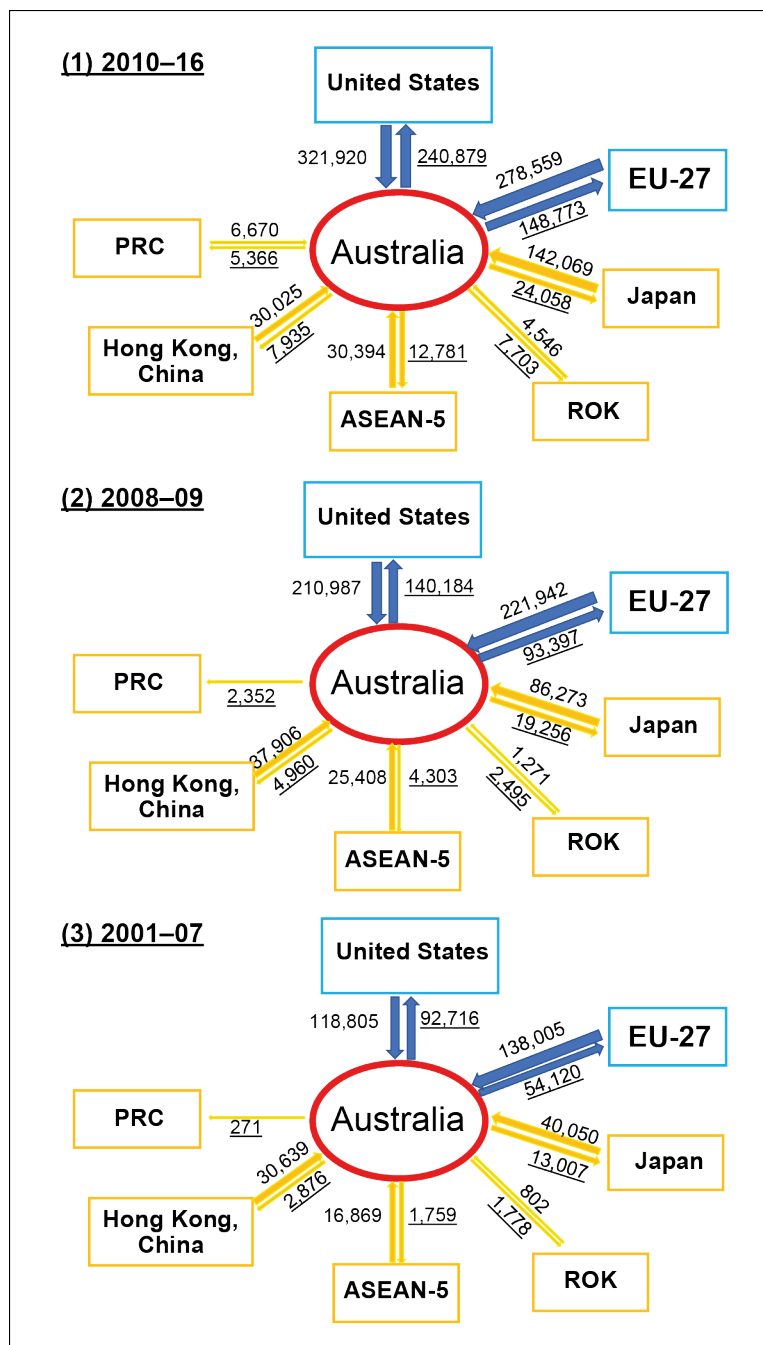 (1) 2010–16
United States
321,920
240,879
278,559
148,773
EU-27
PRC
6,670
5,366
Australia
142,069
24,058
Japan
30,025
7,935
Hong Kong,
China
30,394
12,781
ASEAN-5
4,546
7,703
ROK
(2) 2008–09
United States
210,987
140,184
221,942
93,397
EU-27
PRC
2,352
Australia
86,273
19,256
Japan
37,906
4,960
Hong Kong,
China
25,408
4,303
ASEAN-5
1,271
2,495
ROK
(3) 2001–07
United States
118,805
92,716
138,005
54,120
EU-27
PRC
271
Australia
40,050
13,007
Japan
30,639
2,876
Hong Kong,
China
16,869
1,759
ASEAN-5
802
1,778
ROK